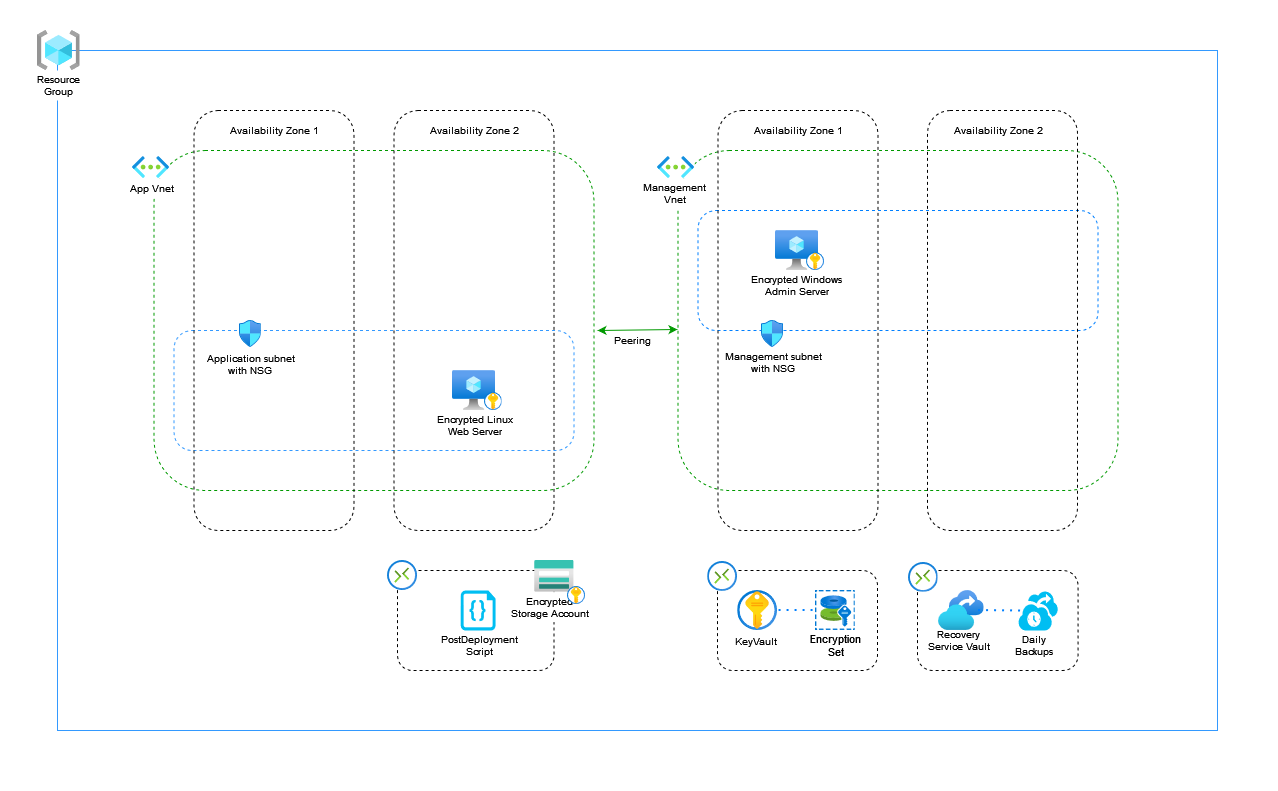 Resource
Group
Availability Zone 1
Availability Zone 2
Availability Zone 1
Availability Zone 2
App Vnet
Management
Vnet
Encrypted Windows
Admin Server
Peering
Application subnet
with NSG
Management subnet
with NSG
Encrypted Linux
Web Server
Encrypted
Storage Account
PostDeployment
Script
KeyVault
Encryption
Set
Recovery
Service Vault
Daily
Backups